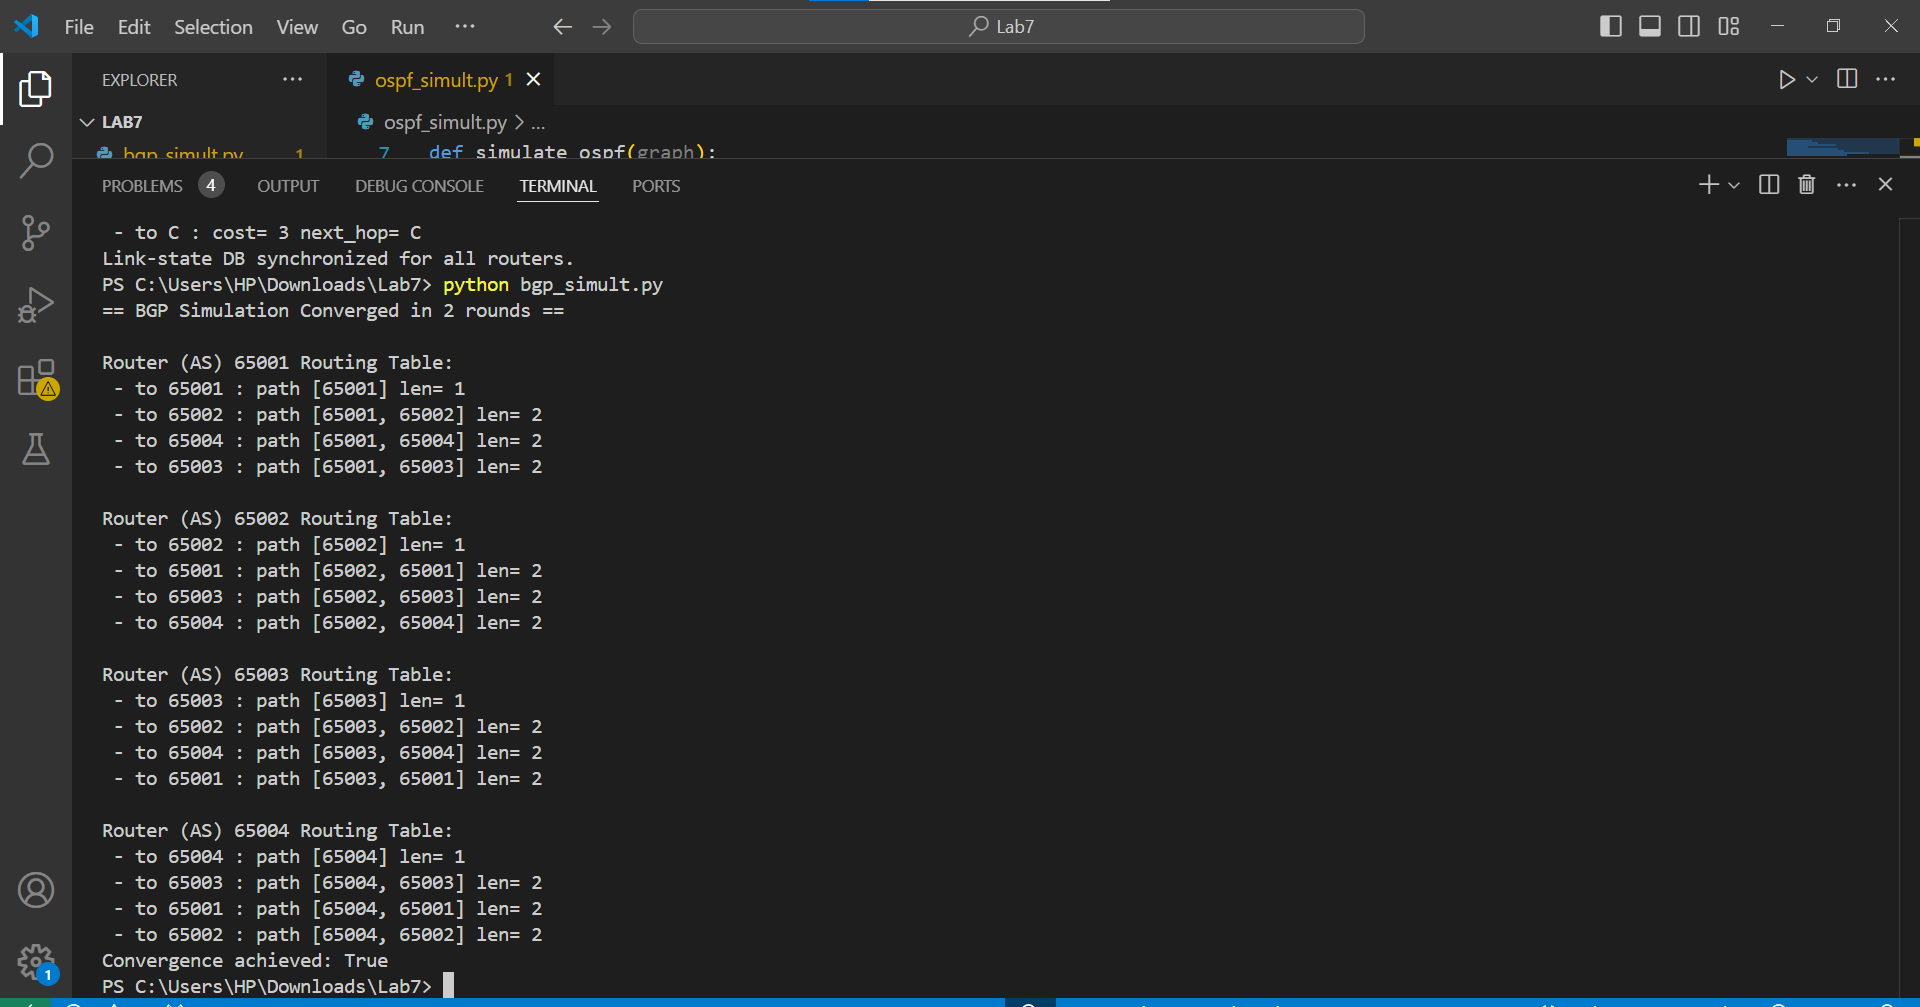 File Edit Selection View Go Run ...
Lab7
EXPLORER ...
ospf_simult.py 1
LAB7
ospf_simult.py > ...
bgp_simult.py 1
7 def simulate_ospf(graph):
PROBLEMS 4 OUTPUT DEBUG CONSOLE TERMINAL PORTS
- to C : cost= 3 next_hop= C
Link-state DB synchronized for all routers.
PS C:\Users\HP\Downloads\Lab7> python bgp_simult.py
== BGP Simulation Converged in 2 rounds ==
Router (AS) 65001 Routing Table:
- to 65001 : path [65001] len= 1
- to 65002 : path [65001, 65002] len= 2
- to 65004 : path [65001, 65004] len= 2
- to 65003 : path [65001, 65003] len= 2
Router (AS) 65002 Routing Table:
- to 65002 : path [65002] len= 1
- to 65001 : path [65002, 65001] len= 2
- to 65003 : path [65002, 65003] len= 2
- to 65004 : path [65002, 65004] len= 2
Router (AS) 65003 Routing Table:
- to 65003 : path [65003] len= 1
- to 65002 : path [65003, 65002] len= 2
- to 65004 : path [65003, 65004] len= 2
- to 65001 : path [65003, 65001] len= 2
Router (AS) 65004 Routing Table:
- to 65004 : path [65004] len= 1
- to 65003 : path [65004, 65003] len= 2
- to 65001 : path [65004, 65001] len= 2
- to 65002 : path [65004, 65002] len= 2
Convergence achieved: True
PS C:\Users\HP\Downloads\Lab7>
1